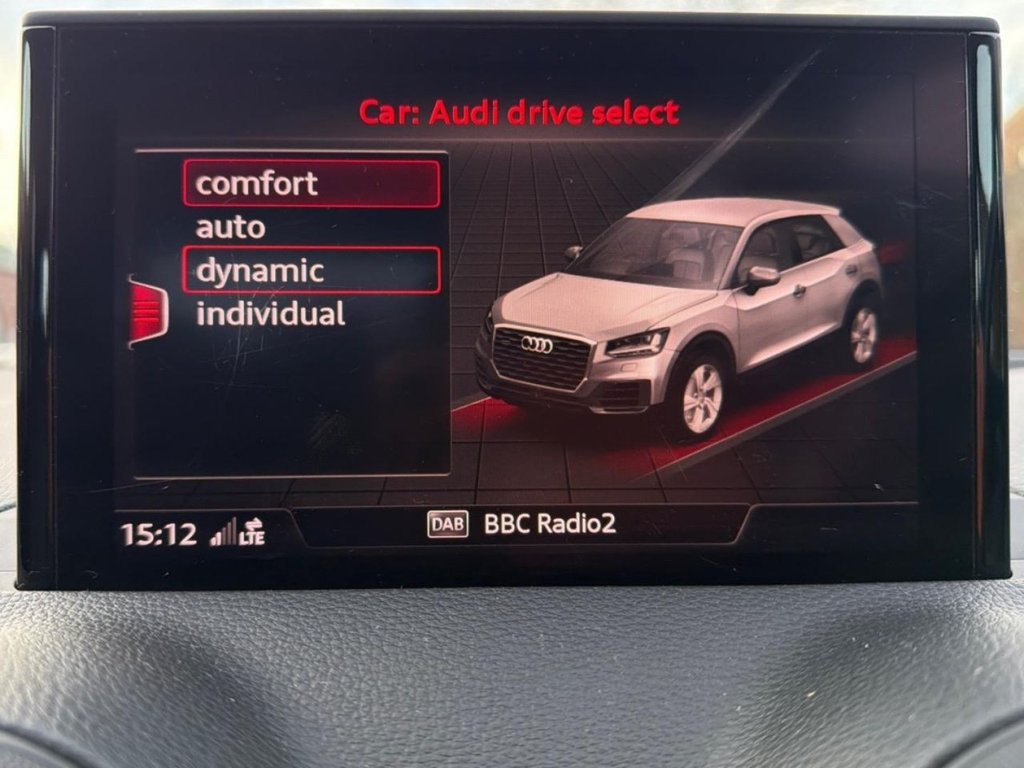 Car: Audi drive select
comfort
auto
dynamic
individual
15:12 LTE
DAB BBC Radio2